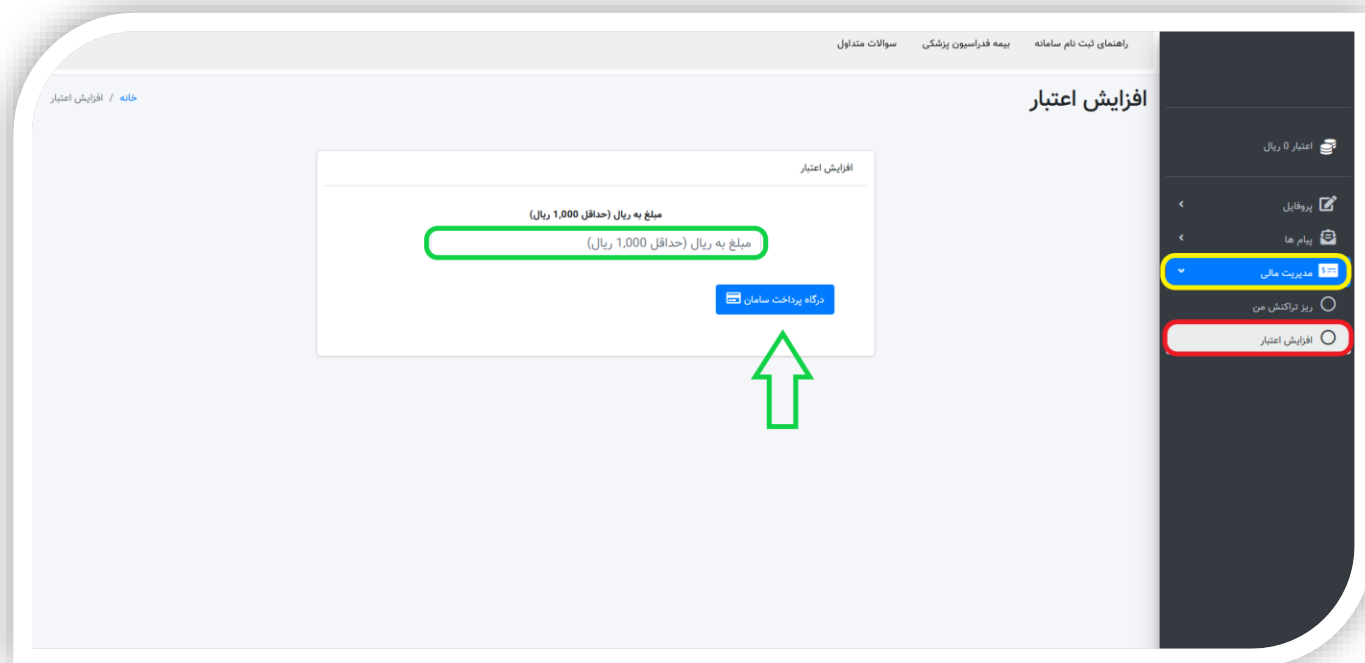 راهنمای ثبت نام سامانه بیمه فدراسیون پزشکی سوالات متداول
افزایش اعتبار
خانه / افزایش اعتبار
اعتبار 0 ریال
پروفایل
پیام ها
مدیریت مالی
ریز تراکنش من
افزایش اعتبار
افزایش اعتبار
مبلغ به ریال (حداقل 1,000 ریال)
مبلغ به ریال (حداقل 1,000 ریال)
درگاه پرداخت سامان